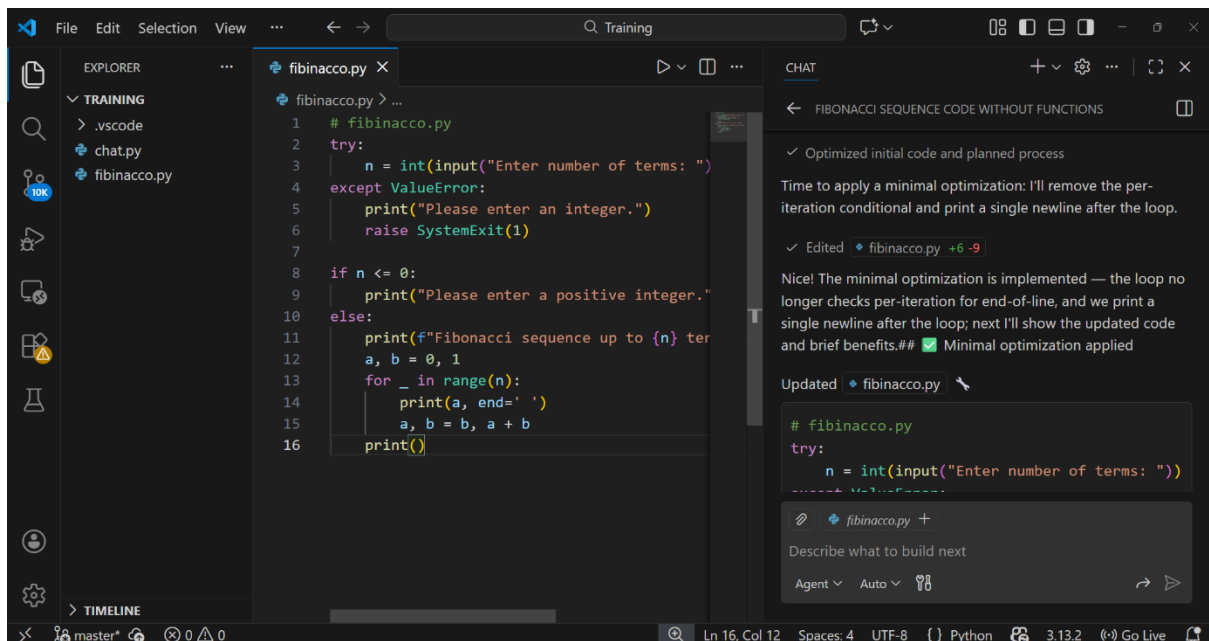 File Edit Selection View ··· Training
EXPLORER ···
TRAINING
.vscode
chat.py
fibinacco.py
10K
TIMELINE
fibinacco.py
fibinacco.py > ...
1 # fibinacco.py
2 try:
3 n = int(input("Enter number of terms: ")
4 except ValueError:
5 print("Please enter an integer.")
6 raise SystemExit(1)
7
8 if n <= 0:
9 print("Please enter a positive integer."
10 else:
11 print(f"Fibonacci sequence up to {n} ter
12 a, b = 0, 1
13 for _ in range(n):
14 print(a, end=' ')
15 a, b = b, a + b
16 print()
CHAT
FIBONACCI SEQUENCE CODE WITHOUT FUNCTIONS
Optimized initial code and planned process
Time to apply a minimal optimization: I'll remove the per-
iteration conditional and print a single newline after the loop.
Edited fibinacco.py +6 -9
Nice! The minimal optimization is implemented — the loop no
longer checks per-iteration for end-of-line, and we print a
single newline after the loop; next I'll show the updated code
and brief benefits.## ✅ Minimal optimization applied
Updated fibinacco.py
# fibinacco.py
try:
n = int(input("Enter number of terms: "))
except ValueError:
fibinacco.py +
Describe what to build next
Agent Auto
master* 0 0 Ln 16, Col 12 Spaces: 4 UTF-8 {} Python 3.13.2 Go Live